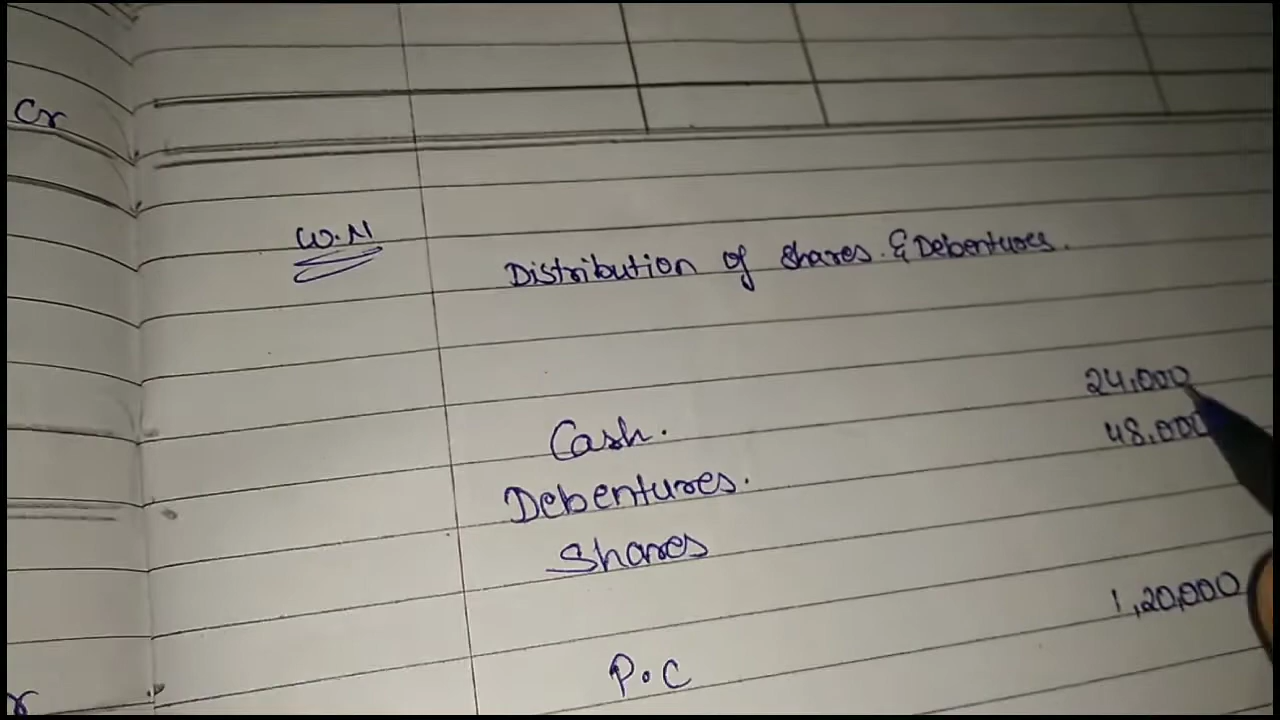 Cr
W.N
Distribution of Shares. & Debentures.
Cash. 24,000
Debentures. 48,000
Shares
P.C 1,20,000